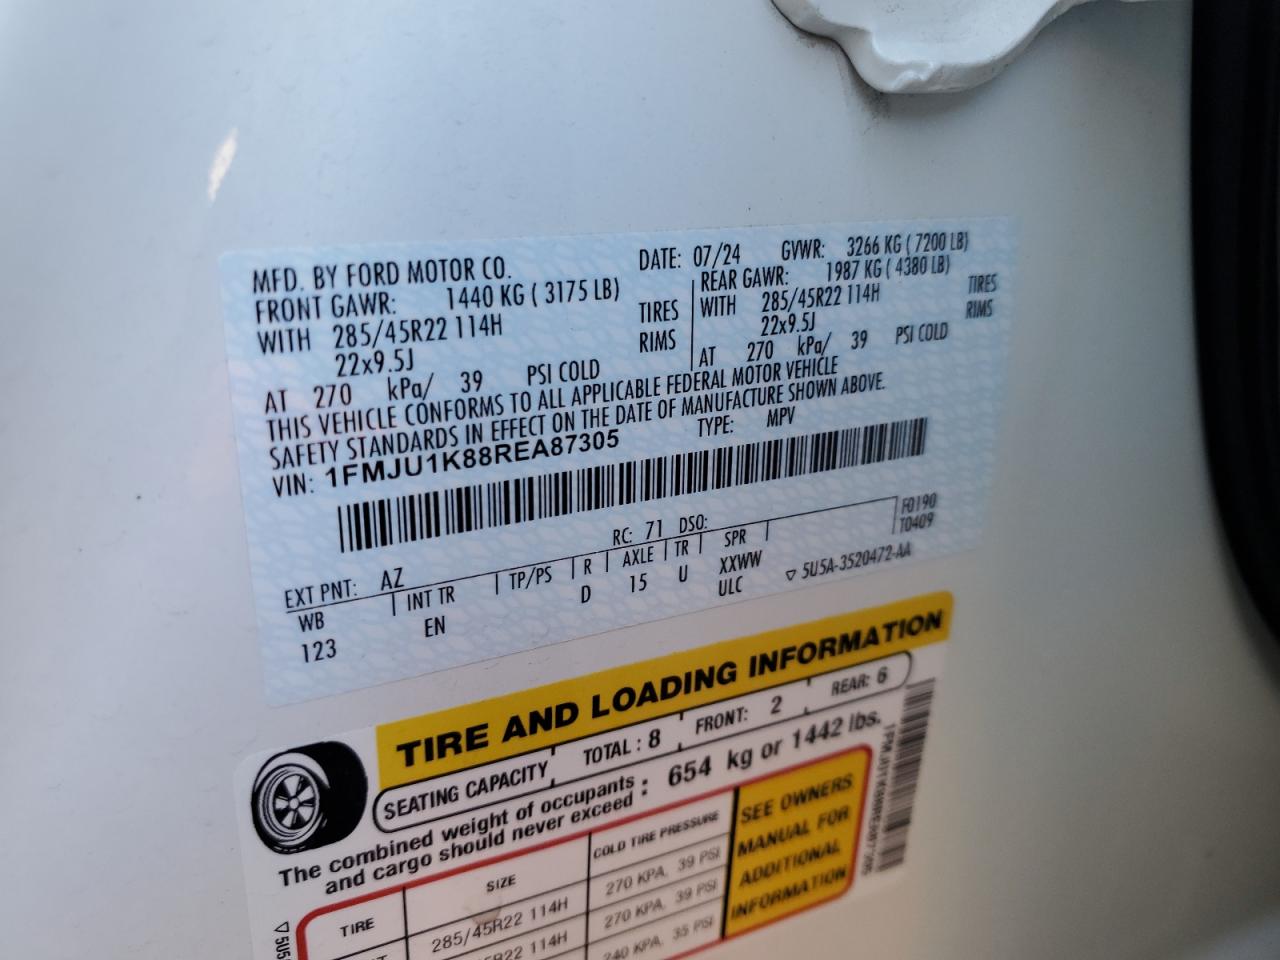 MFD. BY FORD MOTOR CO. DATE: 07/24 GVWR: 3266 KG ( 7200 LB)
FRONT GAWR: 1440 KG ( 3175 LB) REAR GAWR: 1987 KG ( 4380 LB)
WITH 285/45R22 114H TIRES WITH 285/45R22 114H TIRES
22x9.5J RIMS 22x9.5J RIMS
AT 270 kPa/ 39 PSI COLD AT 270 kPa/ 39 PSI COLD
THIS VEHICLE CONFORMS TO ALL APPLICABLE FEDERAL MOTOR VEHICLE
SAFETY STANDARDS IN EFFECT ON THE DATE OF MANUFACTURE SHOWN ABOVE.
VIN: 1FMJU1K88REA87305 TYPE: MPV
F0190
EXT PNT: AZ RC: 71 DSO: T0409
WB INT TR TP/PS R AXLE TR SPR
123 EN D 15 U XXWW
ULC ▽ 5U5A-3520472-AA
TIRE AND LOADING INFORMATION
SEATING CAPACITY TOTAL : 8 FRONT: 2 REAR: 6
The combined weight of occupants
and cargo should never exceed : 654 kg or 1442 lbs.
TIRE SIZE COLD TIRE PRESSURE
285/45R22 114H 270 KPA, 39 PSI
114H 270 KPA, 39 PSI
240 KPA, 35 PSI
SEE OWNERS
MANUAL FOR
ADDITIONAL
INFORMATION